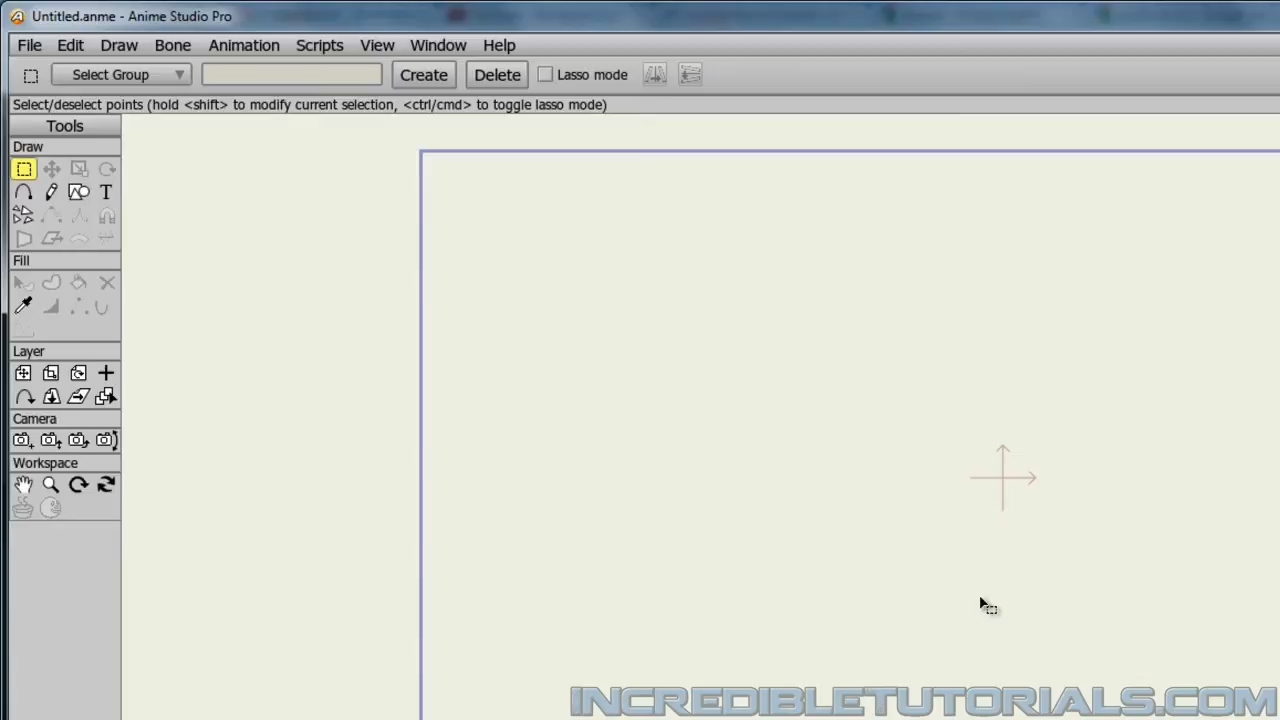 Untitled.anme - Anime Studio Pro
File Edit Draw Bone Animation Scripts View Window Help
Select Group Create Delete Lasso mode
Select/deselect points (hold <shift> to modify current selection, <ctrl/cmd> to toggle lasso mode)
Tools
Draw
T
Fill
Layer
Camera
Workspace
INCREDIBLETUTORIALS.COM